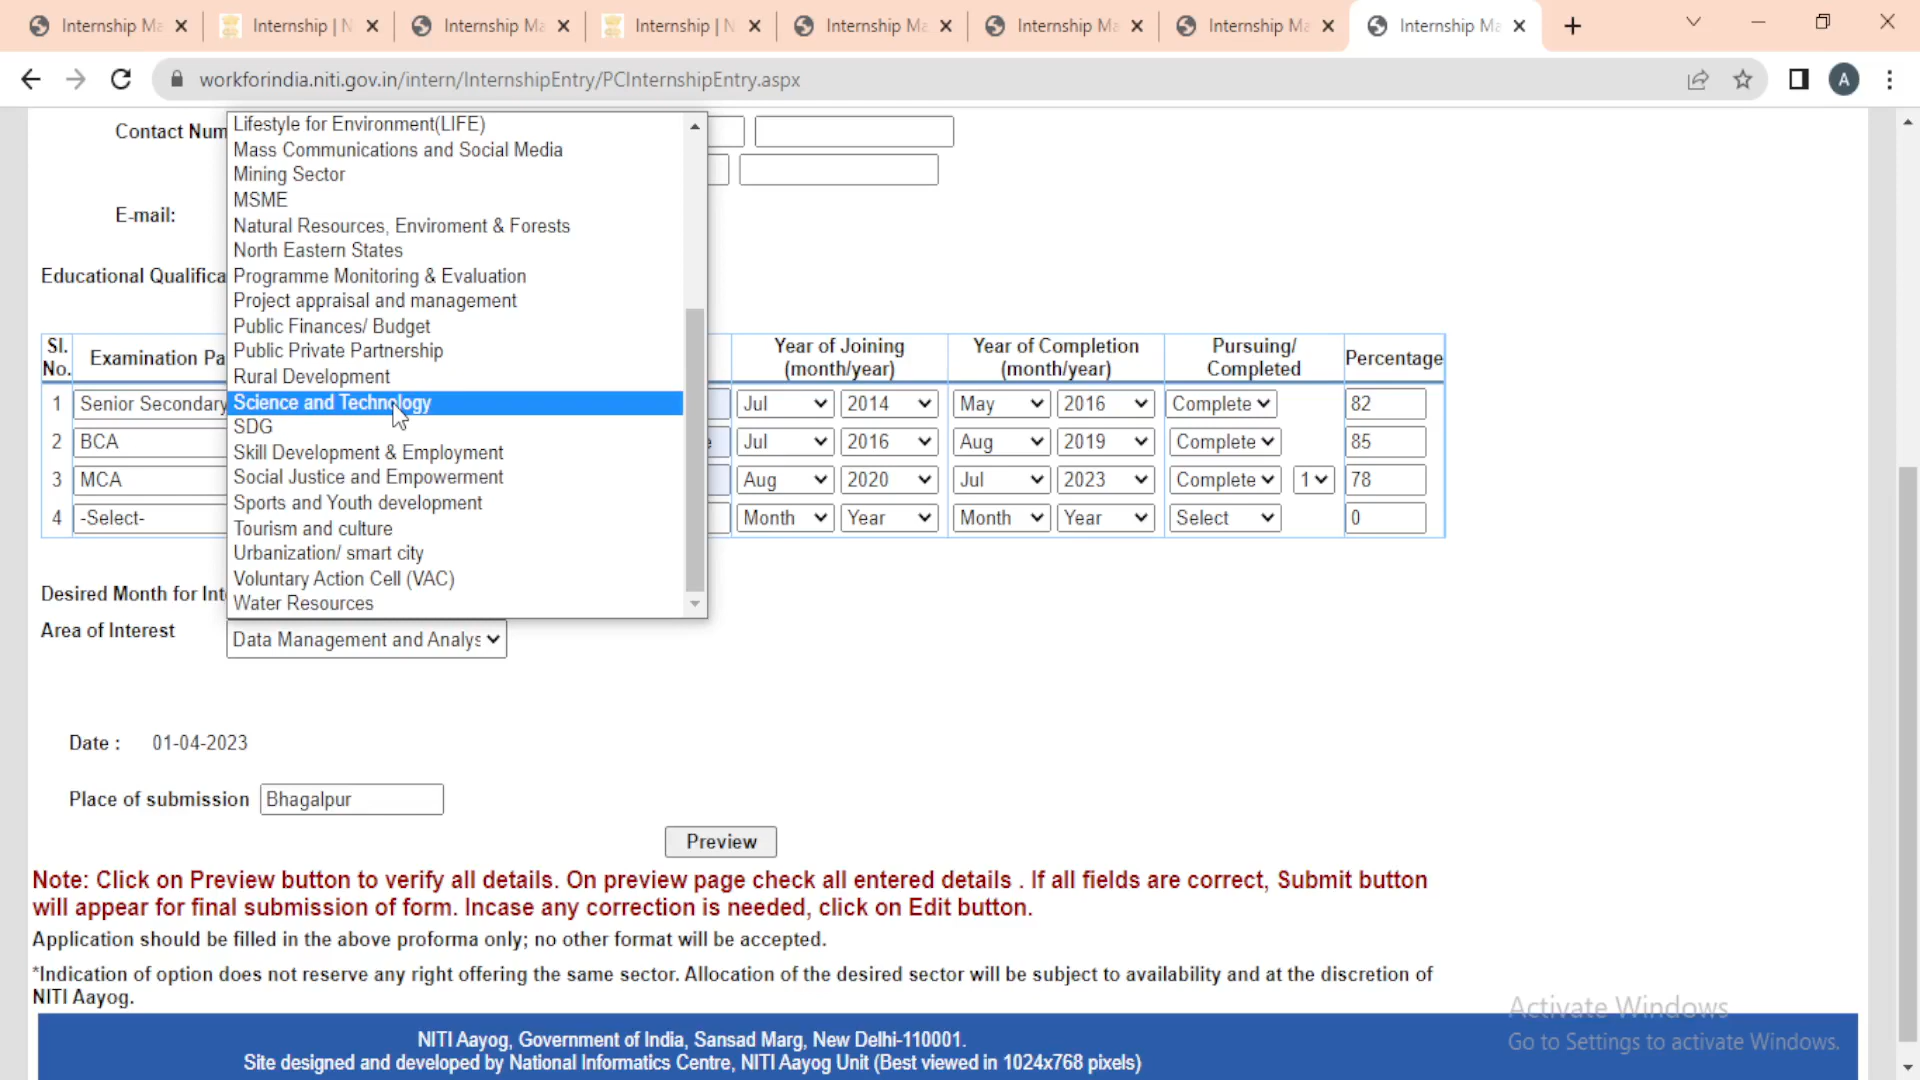 Internship Ma
Internship | N
Internship Ma
Internship | N
Internship Ma
Internship Ma
Internship Ma
Internship Ma
workforindia.niti.gov.in/intern/InternshipEntry/PCInternshipEntry.aspx
A
Contact Num
E-mail:
Educational Qualifica
Lifestyle for Environment(LIFE)
Mass Communications and Social Media
Mining Sector
MSME
Natural Resources, Enviroment & Forests
North Eastern States
Programme Monitoring & Evaluation
Project appraisal and management
Public Finances/ Budget
Public Private Partnership
Rural Development
Science and Technology
SDG
Skill Development & Employment
Social Justice and Empowerment
Sports and Youth development
Tourism and culture
Urbanization/ smart city
Voluntary Action Cell (VAC)
Water Resources
Sl. No. Examination Pa Year of Joining (month/year) Year of Completion (month/year) Pursuing/ Completed Percentage
1 Senior Secondary Jul 2014 May 2016 Complete 82
2 BCA e Jul 2016 Aug 2019 Complete 85
3 MCA Aug 2020 Jul 2023 Complete 1 78
4 -Select- Month Year Month Year Select 0
Desired Month for Int
Area of Interest Data Management and Analys
Date : 01-04-2023
Place of submission Bhagalpur
Preview
Note: Click on Preview button to verify all details. On preview page check all entered details . If all fields are correct, Submit button
will appear for final submission of form. Incase any correction is needed, click on Edit button.
Application should be filled in the above proforma only; no other format will be accepted.
*Indication of option does not reserve any right offering the same sector. Allocation of the desired sector will be subject to availability and at the discretion of
NITI Aayog.
Activate Windows
Go to Settings to activate Windows.
NITI Aayog, Government of India, Sansad Marg, New Delhi-110001.
Site designed and developed by National Informatics Centre, NITI Aayog Unit (Best viewed in 1024x768 pixels)